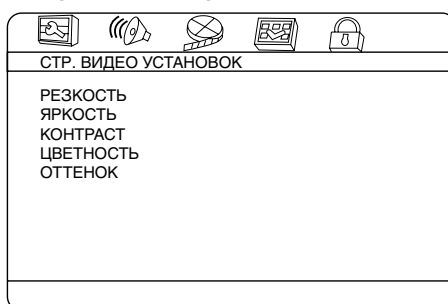 СТР. ВИДЕО УСТАНОВОК
РЕЗКОСТЬ
ЯРКОСТЬ
КОНТРАСТ
ЦВЕТНОСТЬ
ОТТЕНОК